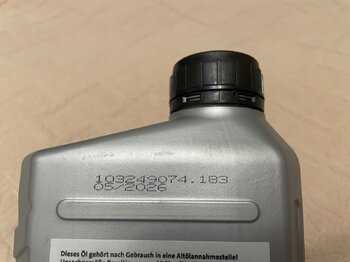 103249074.183
05/2026
Dieses Öl gehört nach Gebrauch in eine Altölannahmestelle!